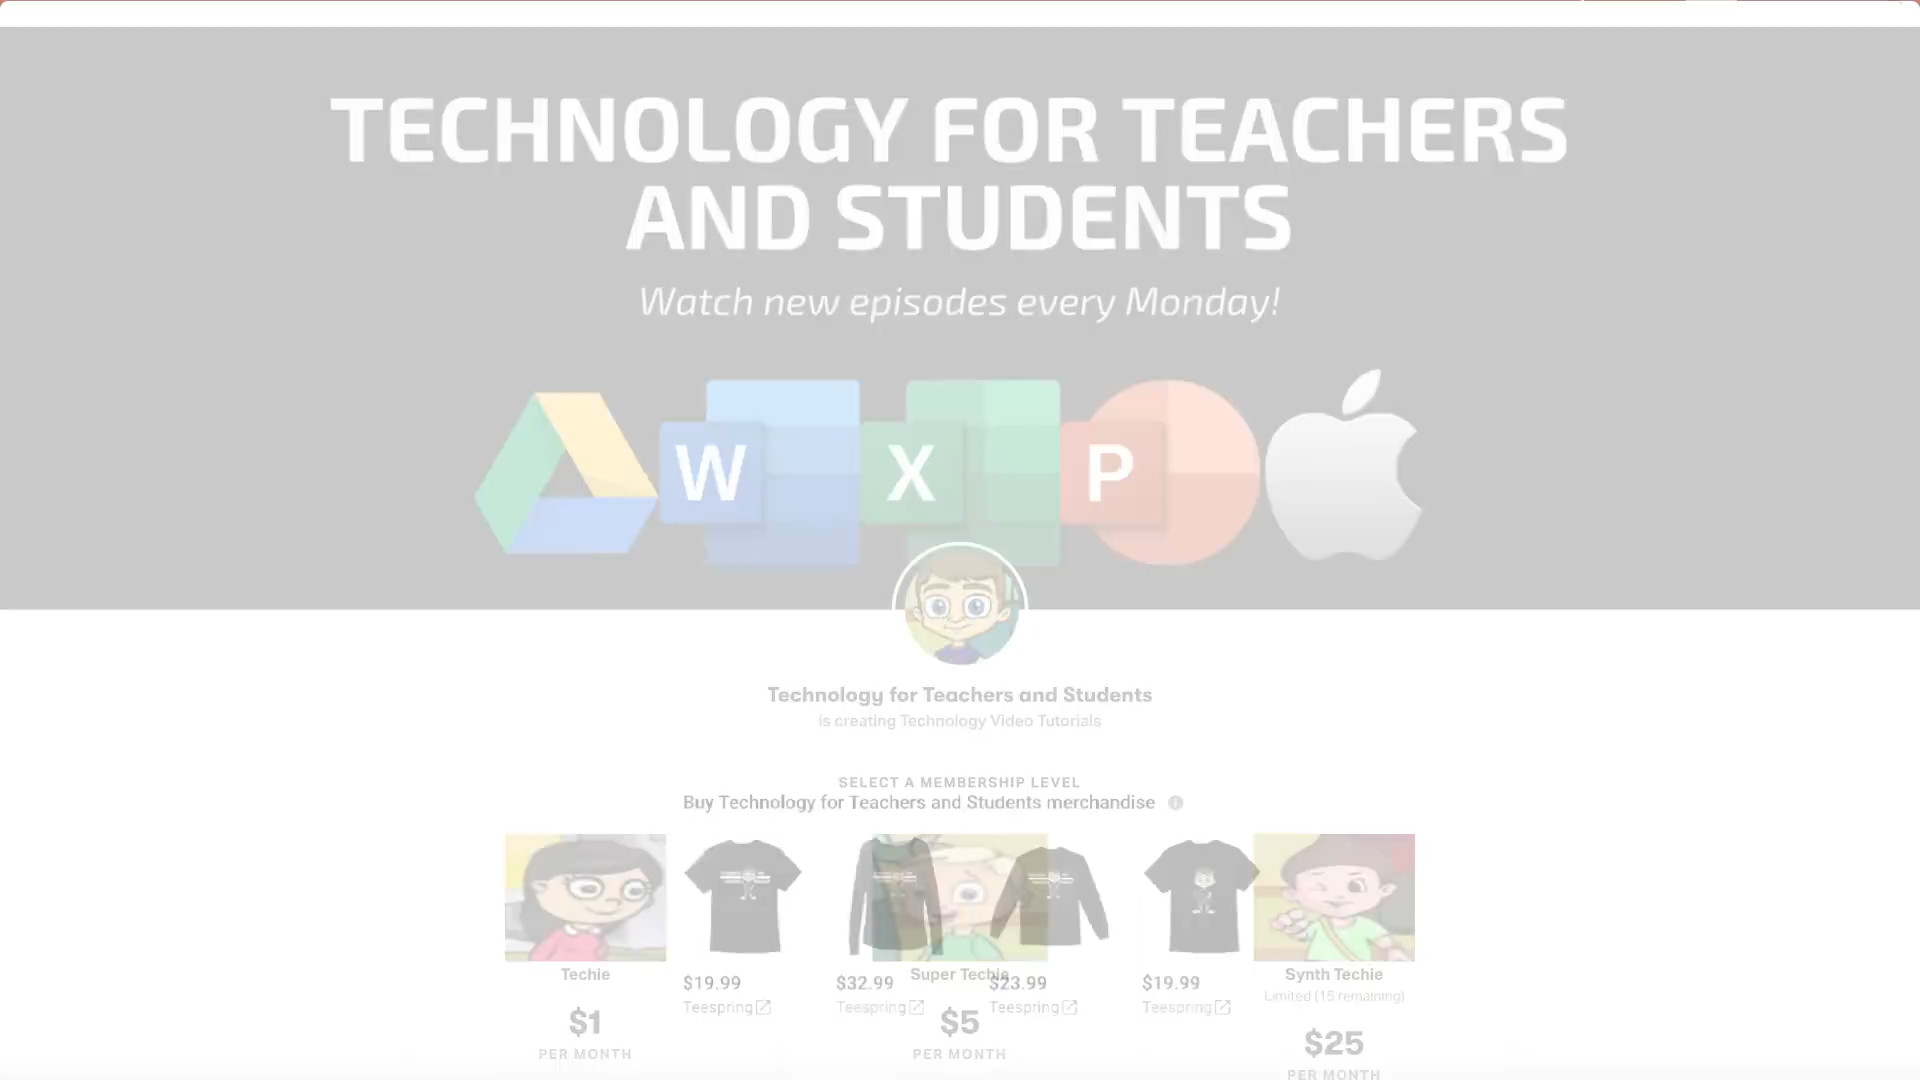 TECHNOLOGY FOR TEACHERS
AND STUDENTS
Watch new episodes every Monday!
W X P
Technology for Teachers and Students
is creating Technology Video Tutorials
SELECT A MEMBERSHIP LEVEL
Buy Technology for Teachers and Students merchandise
Techie
Super Techie
Synth Techie
$19.99 $32.99 $23.99 $19.99
Limited (15 remaining)
Teespring Teespring Teespring Teespring
$1 $5 $25
PER MONTH PER MONTH PER MONTH